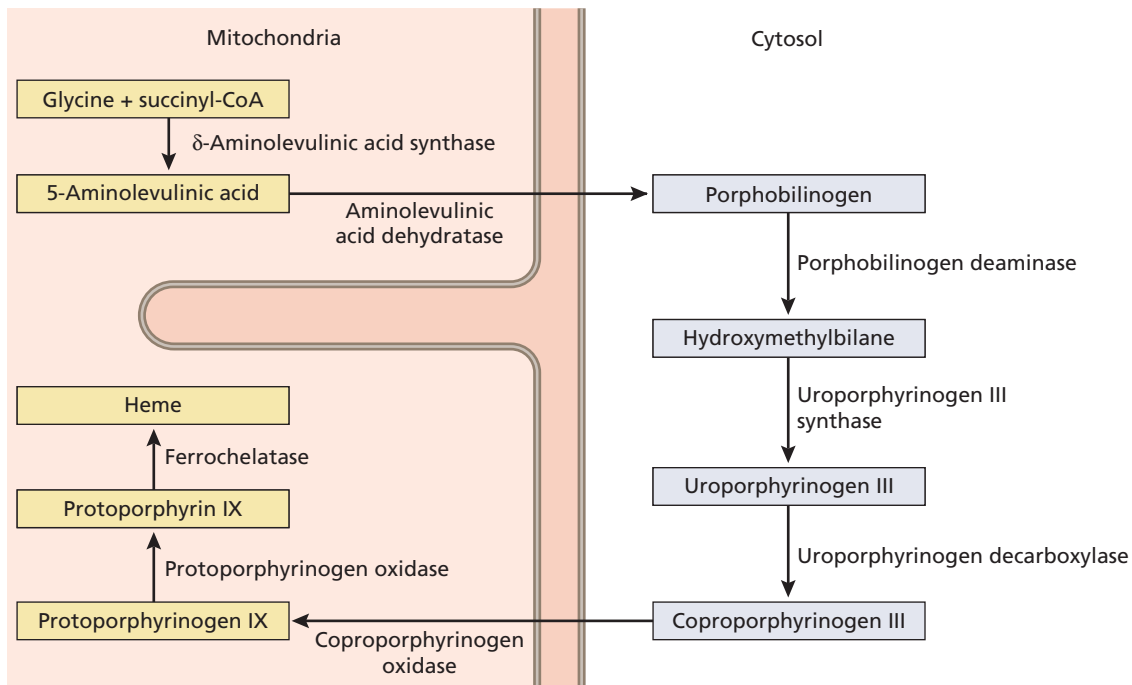 Mitochondria
Cytosol
Glycine + succinyl-CoA
δ-Aminolevulinic acid synthase
5-Aminolevulinic acid
Aminolevulinic
acid dehydratase
Porphobilinogen
Porphobilinogen deaminase
Hydroxymethylbilane
Uroporphyrinogen III
synthase
Uroporphyrinogen III
Uroporphyrinogen decarboxylase
Coproporphyrinogen III
Coproporphyrinogen
oxidase
Protoporphyrinogen IX
Protoporphyrinogen oxidase
Protoporphyrin IX
Ferrochelatase
Heme